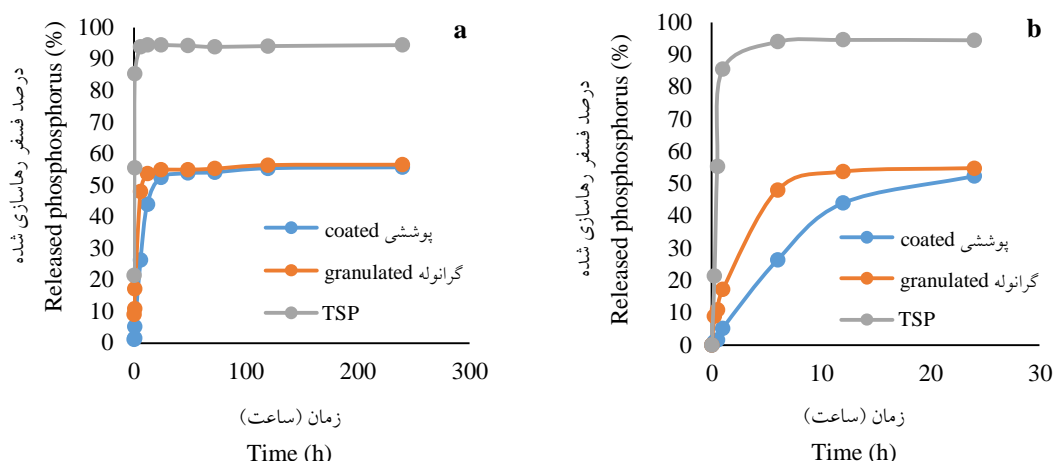 a
درصد فسفر رهاسازی شده
Released phosphorus (%)
100
90
80
70
60
50
40
30
20
10
0
coated پوششی
granulated گرانوله
TSP
0
100
200
300
زمان (ساعت)
Time (h)
b
درصد فسفر رهاسازی شده
Released phosphorus (%)
100
90
80
70
60
50
40
30
20
10
0
coated پوششی
granulated گرانوله
TSP
0
10
20
30
زمان (ساعت)
Time (h)